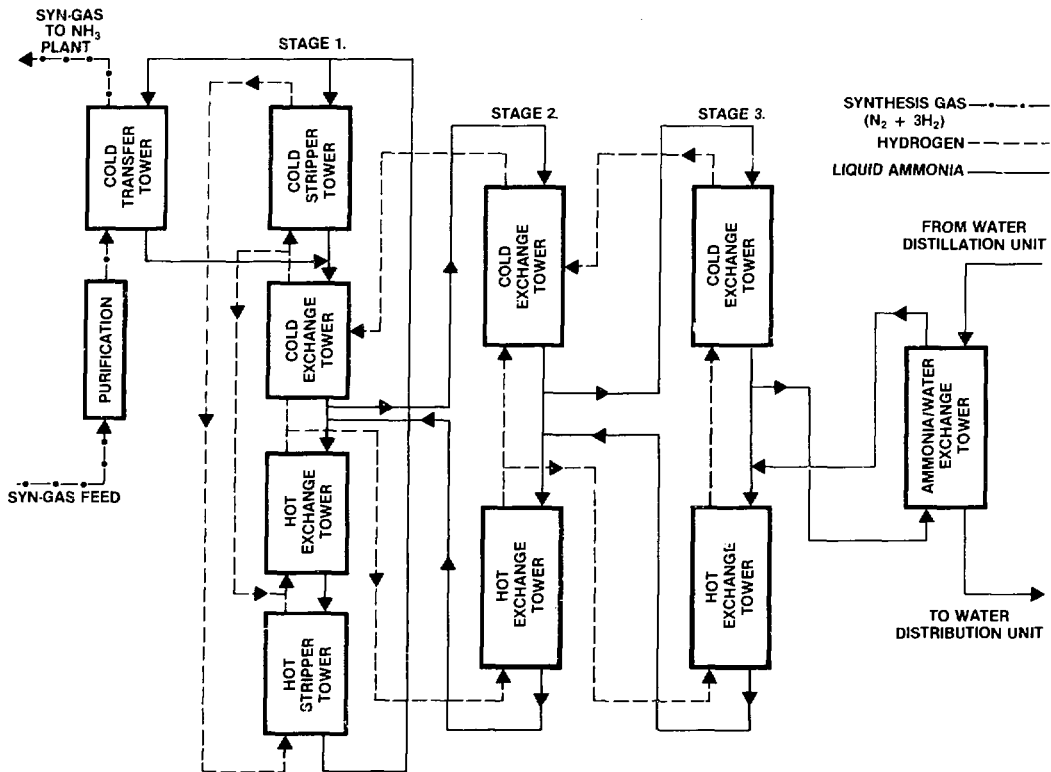 SYN-GAS
TO NH₃
PLANT
STAGE 1.
COLD
TRANSFER
TOWER
PURIFICATION
SYN-GAS FEED
COLD
STRIPPER
TOWER
COLD
EXCHANGE
TOWER
HOT
EXCHANGE
TOWER
HOT
STRIPPER
TOWER
STAGE 2.
COLD
EXCHANGE
TOWER
HOT
EXCHANGE
TOWER
STAGE 3.
COLD
EXCHANGE
TOWER
HOT
EXCHANGE
TOWER
SYNTHESIS GAS
(N₂ + 3H₂)
HYDROGEN
LIQUID AMMONIA
FROM WATER
DISTILLATION UNIT
AMMONIA/WATER
EXCHANGE
TOWER
TO WATER
DISTRIBUTION UNIT